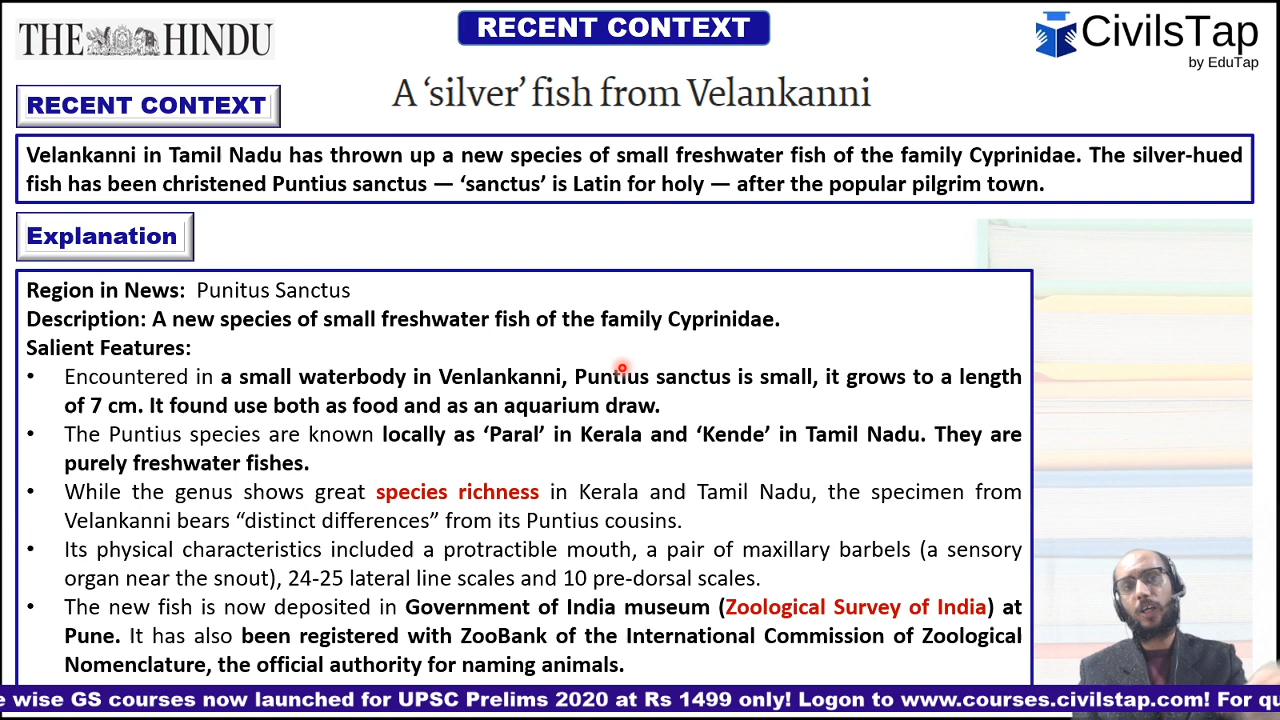 THE HINDU
RECENT CONTEXT
CivilsTap
by EduTap
A ‘silver’ fish from Velankanni
RECENT CONTEXT
Velankanni in Tamil Nadu has thrown up a new species of small freshwater fish of the family Cyprinidae. The silver-hued
fish has been christened Puntius sanctus — ‘sanctus’ is Latin for holy — after the popular pilgrim town.
Explanation
Region in News: Punitus Sanctus
Description: A new species of small freshwater fish of the family Cyprinidae.
Salient Features:
• Encountered in a small waterbody in Venlankanni, Puntius sanctus is small, it grows to a length
of 7 cm. It found use both as food and as an aquarium draw.
• The Puntius species are known locally as ‘Paral’ in Kerala and ‘Kende’ in Tamil Nadu. They are
purely freshwater fishes.
• While the genus shows great species richness in Kerala and Tamil Nadu, the specimen from
Velankanni bears “distinct differences” from its Puntius cousins.
• Its physical characteristics included a protractible mouth, a pair of maxillary barbels (a sensory
organ near the snout), 24-25 lateral line scales and 10 pre-dorsal scales.
• The new fish is now deposited in Government of India museum (Zoological Survey of India) at
Pune. It has also been registered with ZooBank of the International Commission of Zoological
Nomenclature, the official authority for naming animals.
e wise GS courses now launched for UPSC Prelims 2020 at Rs 1499 only! Logon to www.courses.civilstap.com! For qu